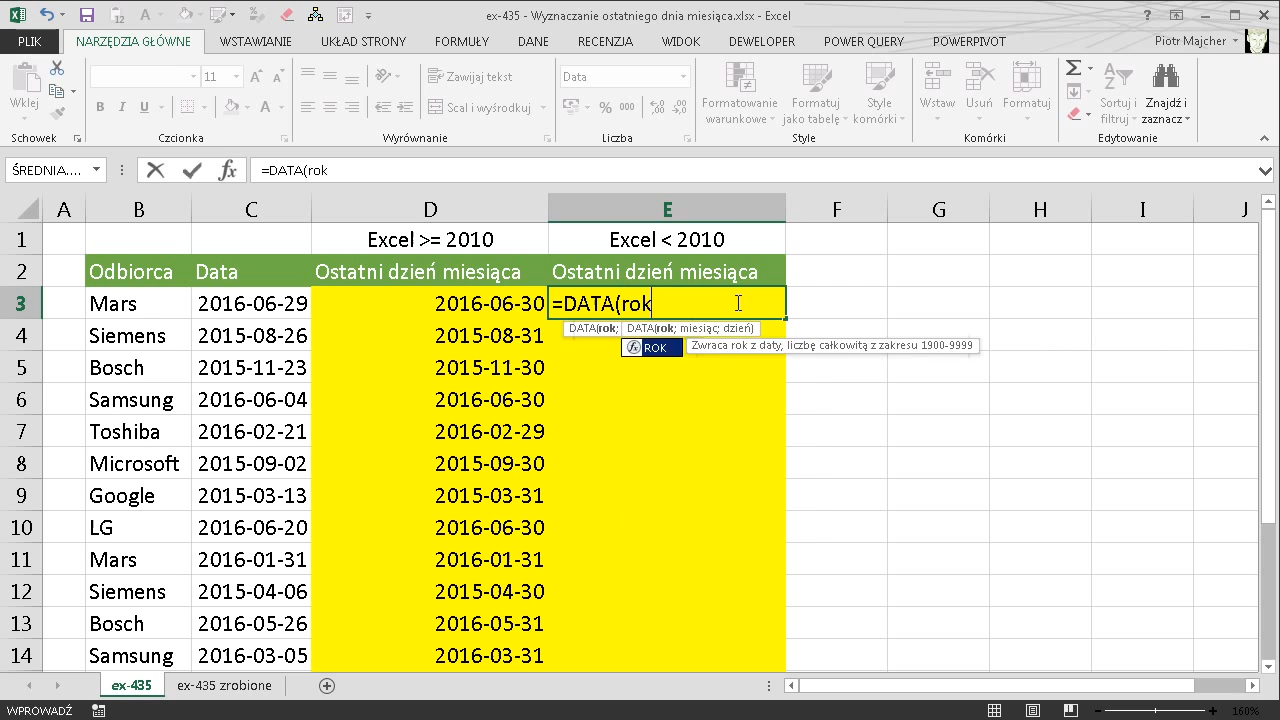 ex-435 - Wyznaczanie ostatniego dnia miesiąca.xlsx - Excel
PLIK NARZĘDZIA GŁÓWNE WSTAWIANIE UKŁAD STRONY FORMUŁY DANE RECENZJA WIDOK DEWELOPER POWER QUERY POWERPIVOT Piotr Majcher
11 Zawijaj tekst Data
Wklej Scal i wyśrodkuj Formatowanie warunkowe Formatuj jako tabelę Style komórki Wstaw Usuń Sortuj i filtruj Znajdź i zaznacz
Schowek Czcionka Wyrównanie Liczba Style Komórki Edytowanie
ŚREDNIA.... =DATA(rok
A B C D E F G H I J
1 Excel >= 2010 Excel < 2010
2 Odbiorca Data Ostatni dzień miesiąca Ostatni dzień miesiąca
3 Mars 2016-06-29 2016-06-30 =DATA(rok
DATA(rok; DATA(rok; miesiąc; dzień)
4 Siemens 2015-08-26 2015-08-31
ROK Zwraca rok z daty, liczbę całkowitą z zakresu 1900-9999
5 Bosch 2015-11-23 2015-11-30
6 Samsung 2016-06-04 2016-06-30
7 Toshiba 2016-02-21 2016-02-29
8 Microsoft 2015-09-02 2015-09-30
9 Google 2015-03-13 2015-03-31
10 LG 2016-06-20 2016-06-30
11 Mars 2016-01-31 2016-01-31
12 Siemens 2015-04-06 2015-04-30
13 Bosch 2016-05-26 2016-05-31
14 Samsung 2016-03-05 2016-03-31
ex-435 ex-435 zrobione
WPROWADŹ 160%